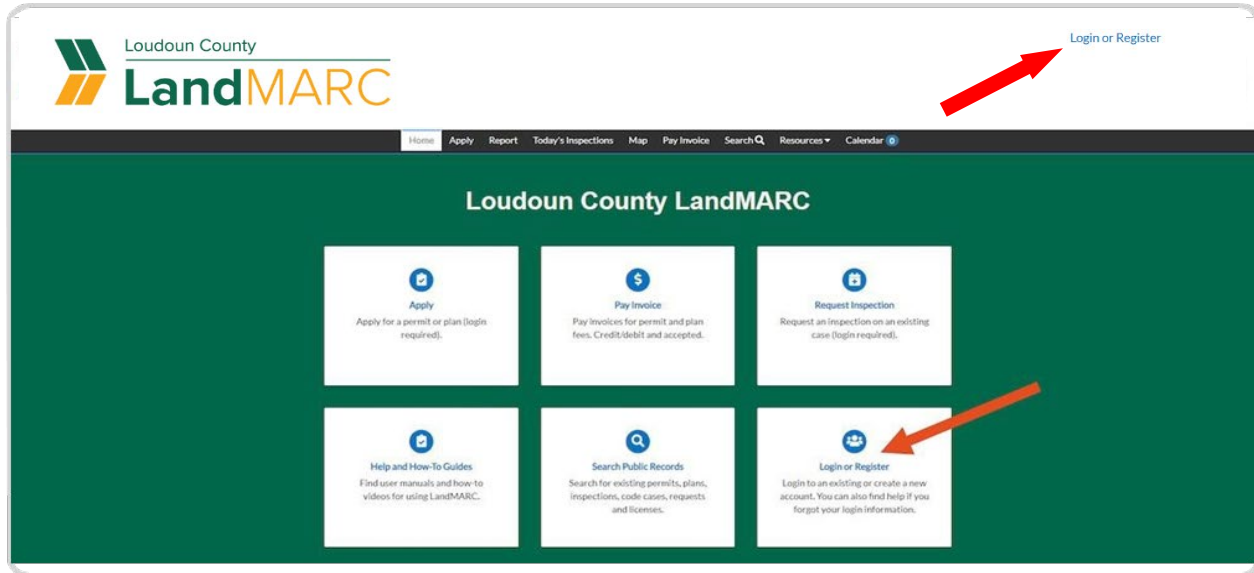 Loudoun County
LandMARC
Login or Register
Home Apply Report Today's Inspections Map Pay Invoice Search Resources Calendar 0
Loudoun County LandMARC
Apply
Apply for a permit or plan (login
required).
Pay Invoice
Pay invoices for permit and plan
fees. Credit/debit and accepted.
Request Inspection
Request an inspection on an existing
case (login required).
Help and How-To Guides
Find user manuals and how-to
videos for using LandMARC.
Search Public Records
Search for existing permits, plans,
inspections, code cases, requests
and licenses.
Login or Register
Login to an existing or create a new
account. You can also find help if you
forgot your login information.